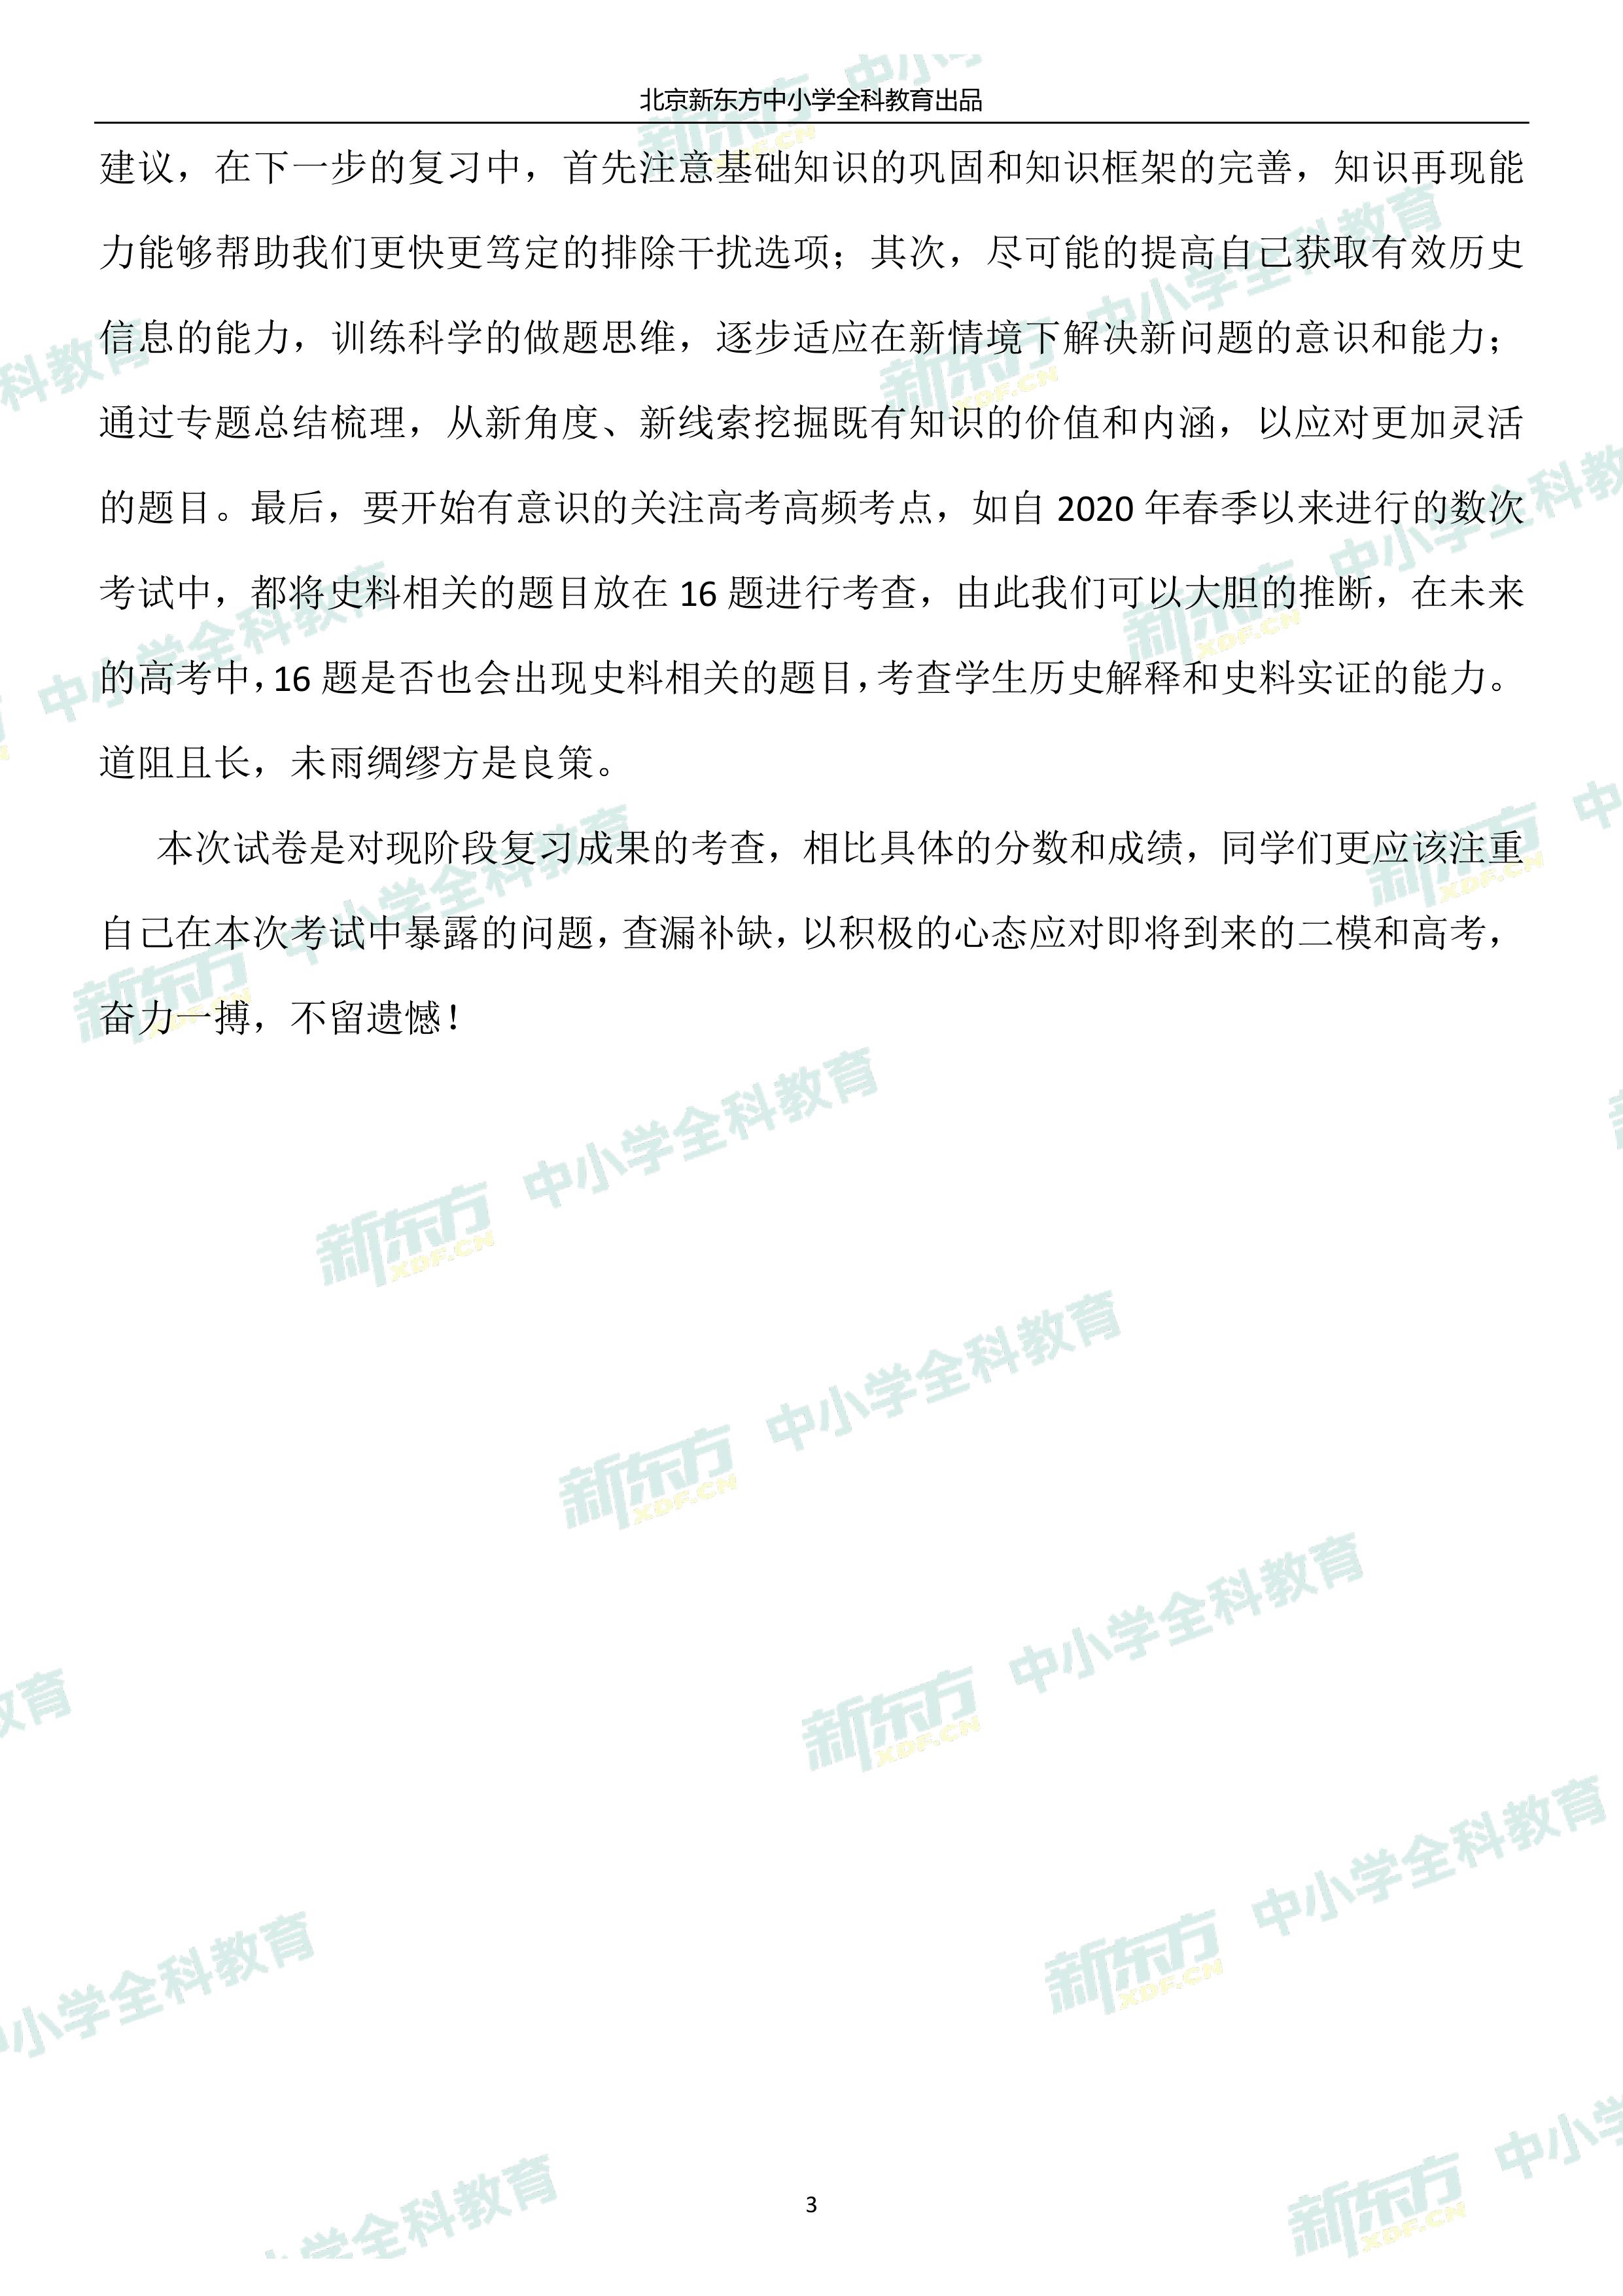 北京新东方中小学全科教育出品
建议，在下一步的复习中，首先注意基础知识的巩固和知识框架的完善，知识再现能
力能够帮助我们更快更笃定的排除干扰选项；其次，尽可能的提高自己获取有效历史
信息的能力，训练科学的做题思维，逐步适应在新情境下解决新问题的意识和能力；
通过专题总结梳理，从新角度、新线索挖掘既有知识的价值和内涵，以应对更加灵活
的题目。最后，要开始有意识的关注高考高频考点，如自 2020 年春季以来进行的数次
考试中，都将史料相关的题目放在 16 题进行考查，由此我们可以大胆的推断，在未来
的高考中，16 题是否也会出现史料相关的题目，考查学生历史解释和史料实证的能力。
道阻且长，未雨绸缪方是良策。
本次试卷是对现阶段复习成果的考查，相比具体的分数和成绩，同学们更应该注重
自己在本次考试中暴露的问题，查漏补缺，以积极的心态应对即将到来的二模和高考，
奋力一搏，不留遗憾！
新东方 XDF.CN 中小学全科教育
3